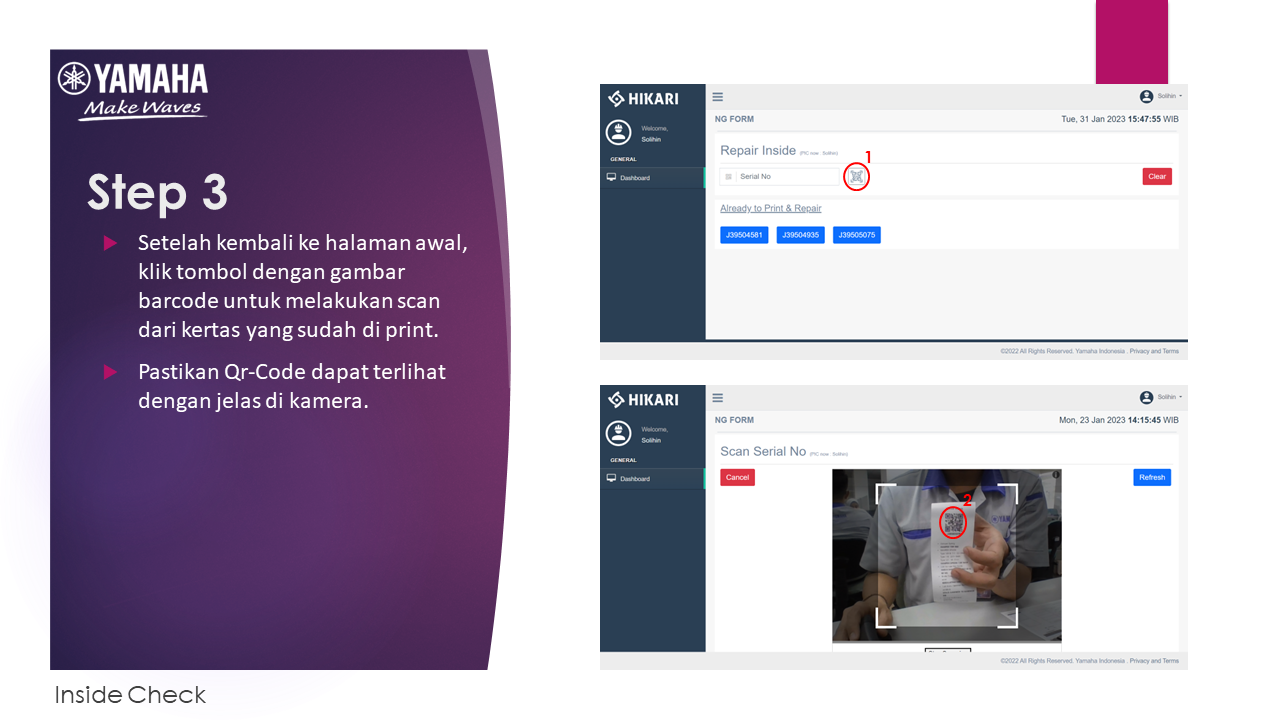 YAMAHA
Make Waves
Step 3
Setelah kembali ke halaman awal,
klik tombol dengan gambar
barcode untuk melakukan scan
dari kertas yang sudah di print.
Pastikan Qr-Code dapat terlihat
dengan jelas di kamera.
Inside Check
HIKARI
Solihin
Welcome,
Solihin
NG FORM
Tue, 31 Jan 2023 15:47:55 WIB
GENERAL
Dashboard
Repair Inside (PIC now : Solihin)
1
Serial No
Clear
Already to Print & Repair
J39504581 J39504935 J39505075
©2022 All Rights Reserved. Yamaha Indonesia . Privacy and Terms
HIKARI
Solihin
Welcome,
Solihin
NG FORM
Mon, 23 Jan 2023 14:15:45 WIB
GENERAL
Dashboard
Scan Serial No (PIC now : Solihin)
Cancel
Refresh
2
©2022 All Rights Reserved. Yamaha Indonesia . Privacy and Terms